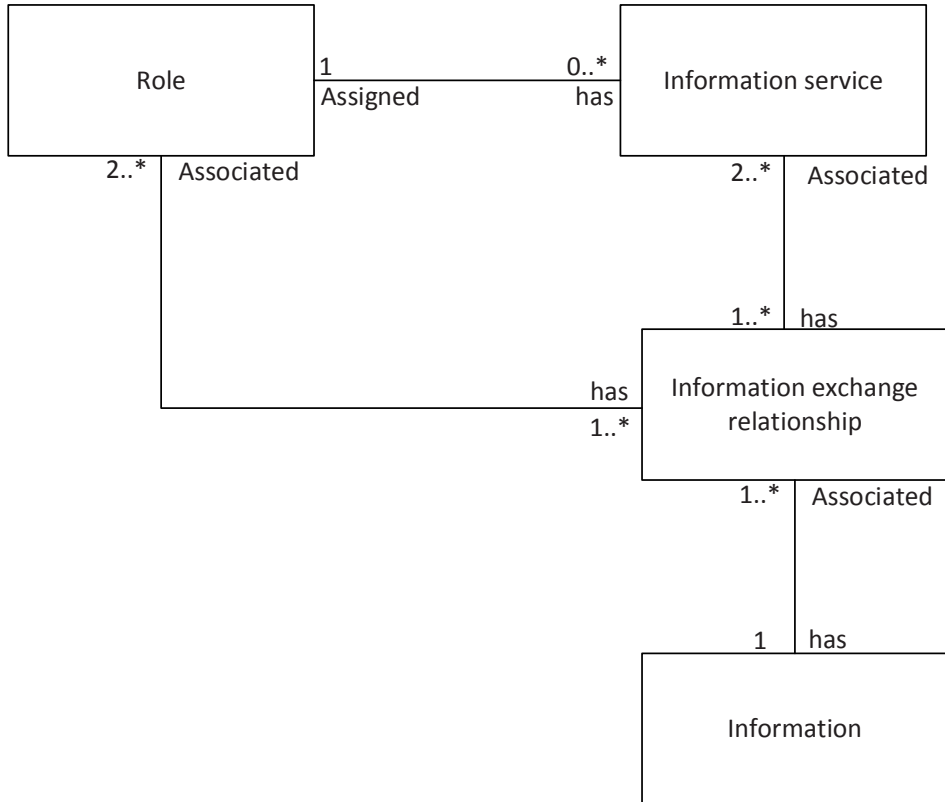 Role
Information service
1
0..*
Assigned
has
2..*
Associated
2..*
Associated
1..*
has
has
1..*
Information exchange
relationship
1..*
Associated
1
has
Information